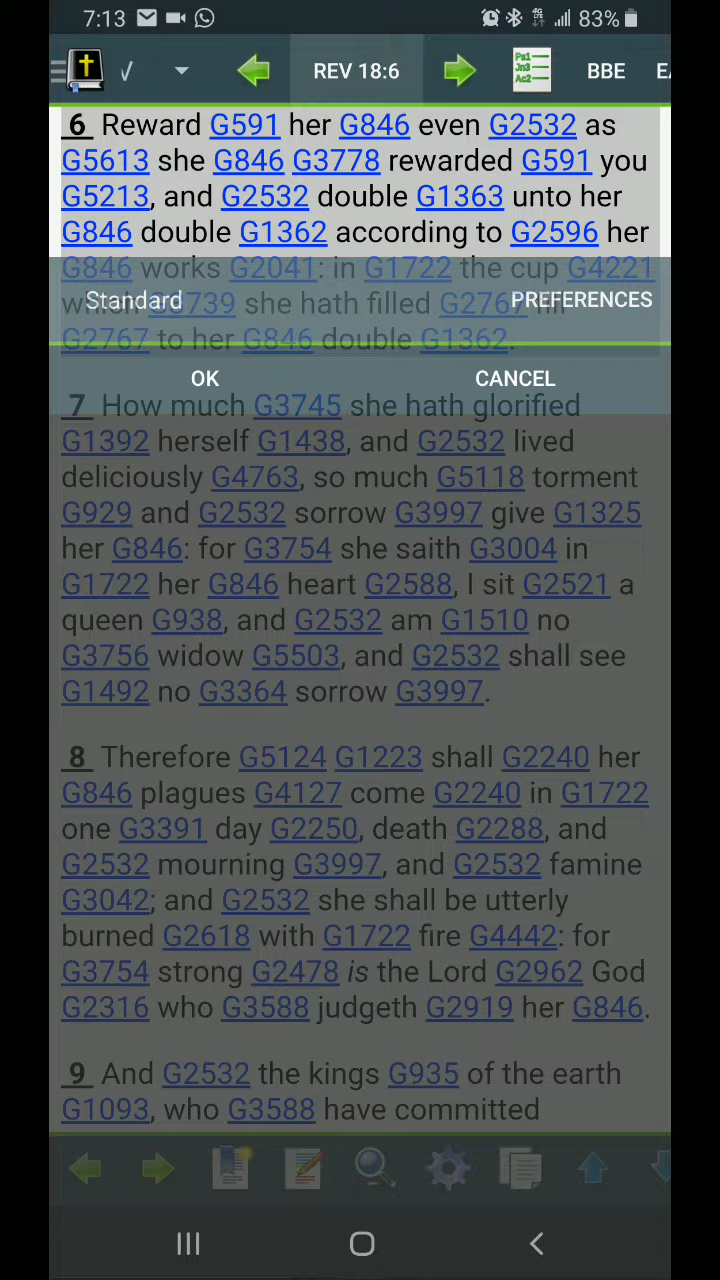 7:13 83%
√ REV 18:6 BBE EA
6 Reward G591 her G846 even G2532 as
G5613 she G846 G3778 rewarded G591 you
G5213, and G2532 double G1363 unto her
G846 double G1362 according to G2596 her
G846 works G2041: in G1722 the cup G4221
which G3739 she hath filled G2767 fill
Standard PREFERENCES
G2767 to her G846 double G1362.
OK CANCEL
7 How much G3745 she hath glorified
G1392 herself G1438, and G2532 lived
deliciously G4763, so much G5118 torment
G929 and G2532 sorrow G3997 give G1325
her G846: for G3754 she saith G3004 in
G1722 her G846 heart G2588, I sit G2521 a
queen G938, and G2532 am G1510 no
G3756 widow G5503, and G2532 shall see
G1492 no G3364 sorrow G3997.
8 Therefore G5124 G1223 shall G2240 her
G846 plagues G4127 come G2240 in G1722
one G3391 day G2250, death G2288, and
G2532 mourning G3997, and G2532 famine
G3042; and G2532 she shall be utterly
burned G2618 with G1722 fire G4442: for
G3754 strong G2478 is the Lord G2962 God
G2316 who G3588 judgeth G2919 her G846.
9 And G2532 the kings G935 of the earth
G1093, who G3588 have committed